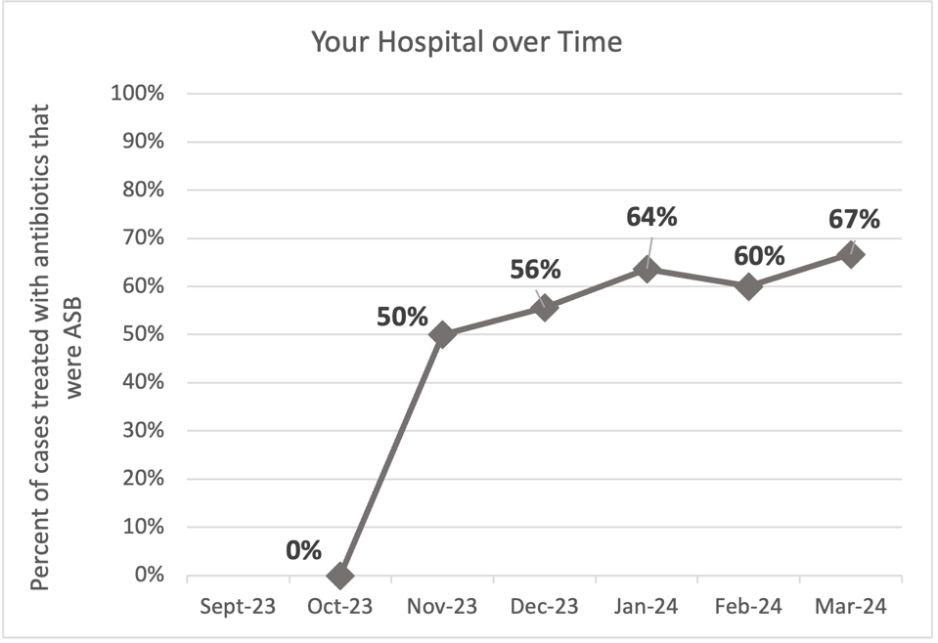 Your Hospital over Time
Percent of cases treated with antibiotics that
were ASB
100%
90%
80%
70%
60%
50%
40%
30%
20%
10%
0%
0%
50%
56%
64%
60%
67%
Sept-23
Oct-23
Nov-23
Dec-23
Jan-24
Feb-24
Mar-24